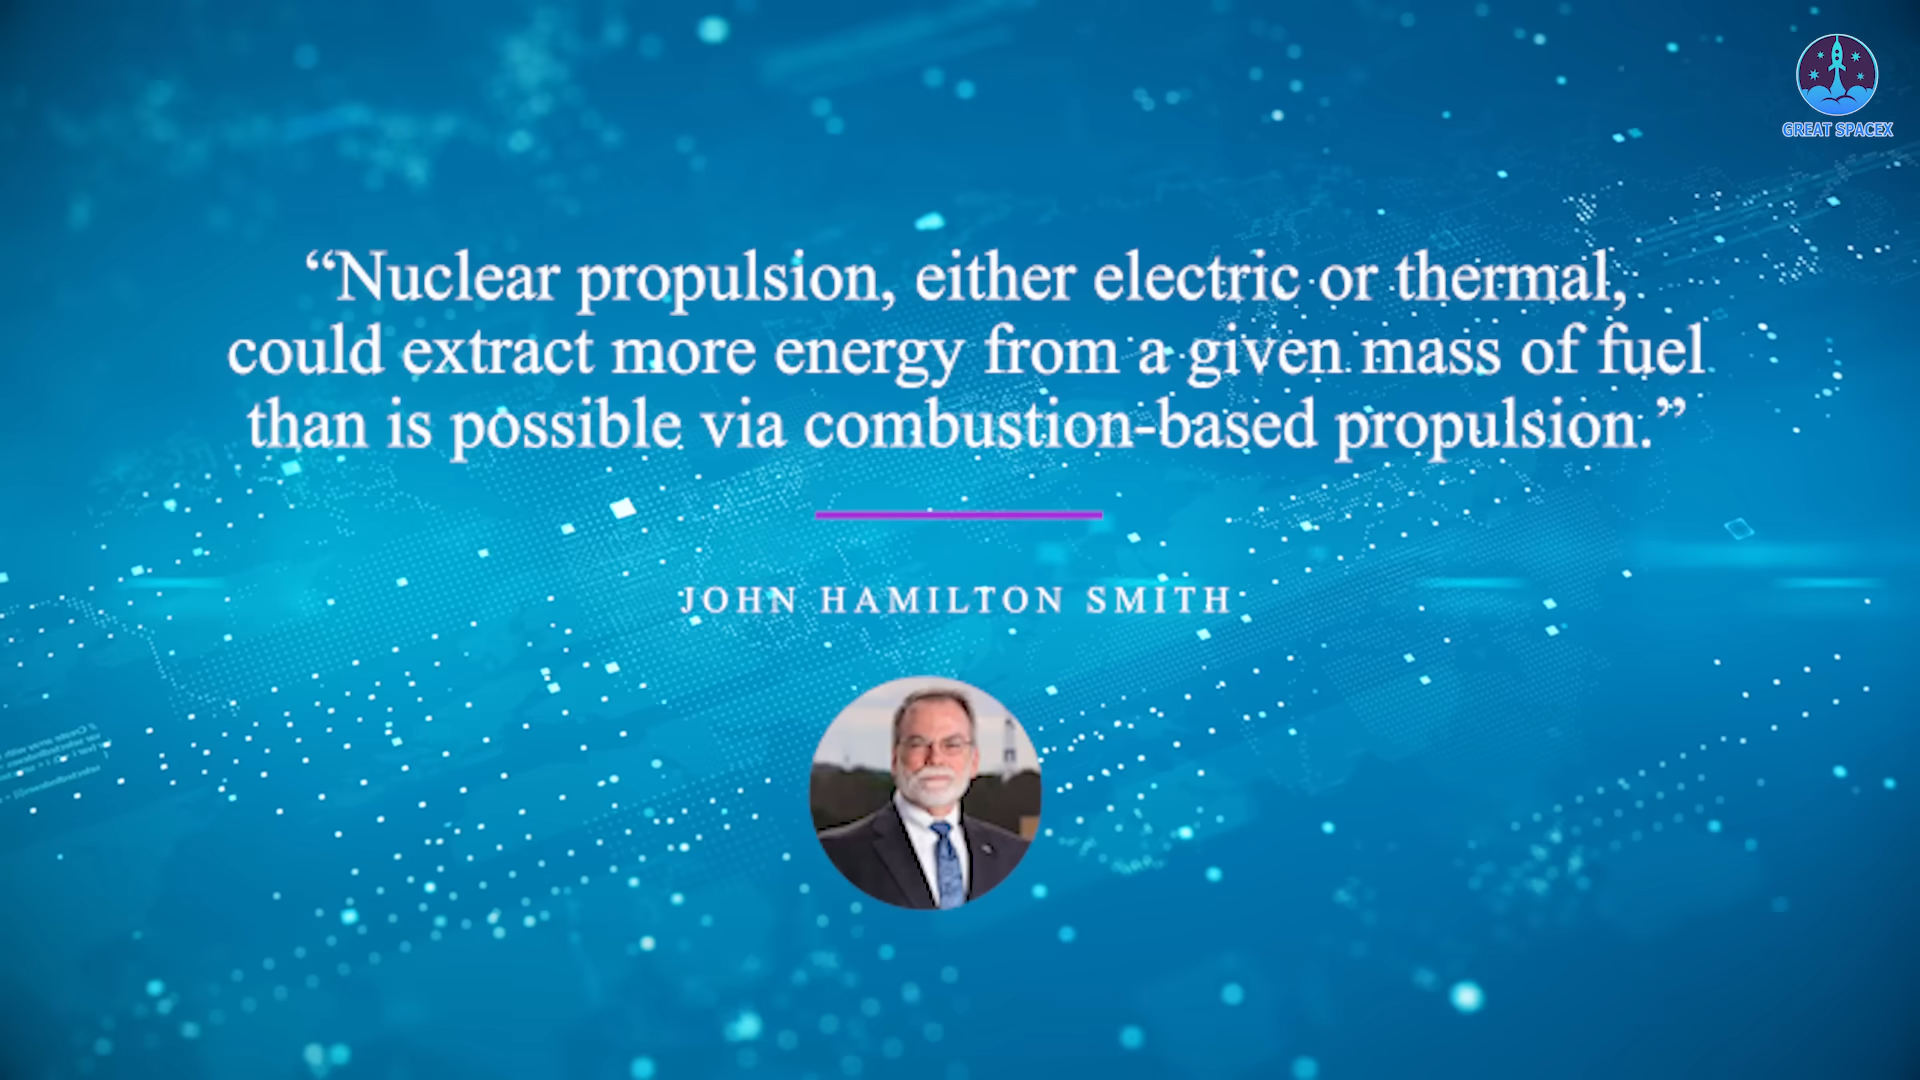 GREAT SPACEX
“Nuclear propulsion, either electric or thermal,
could extract more energy from a given mass of fuel
than is possible via combustion-based propulsion.”
JOHN HAMILTON SMITH